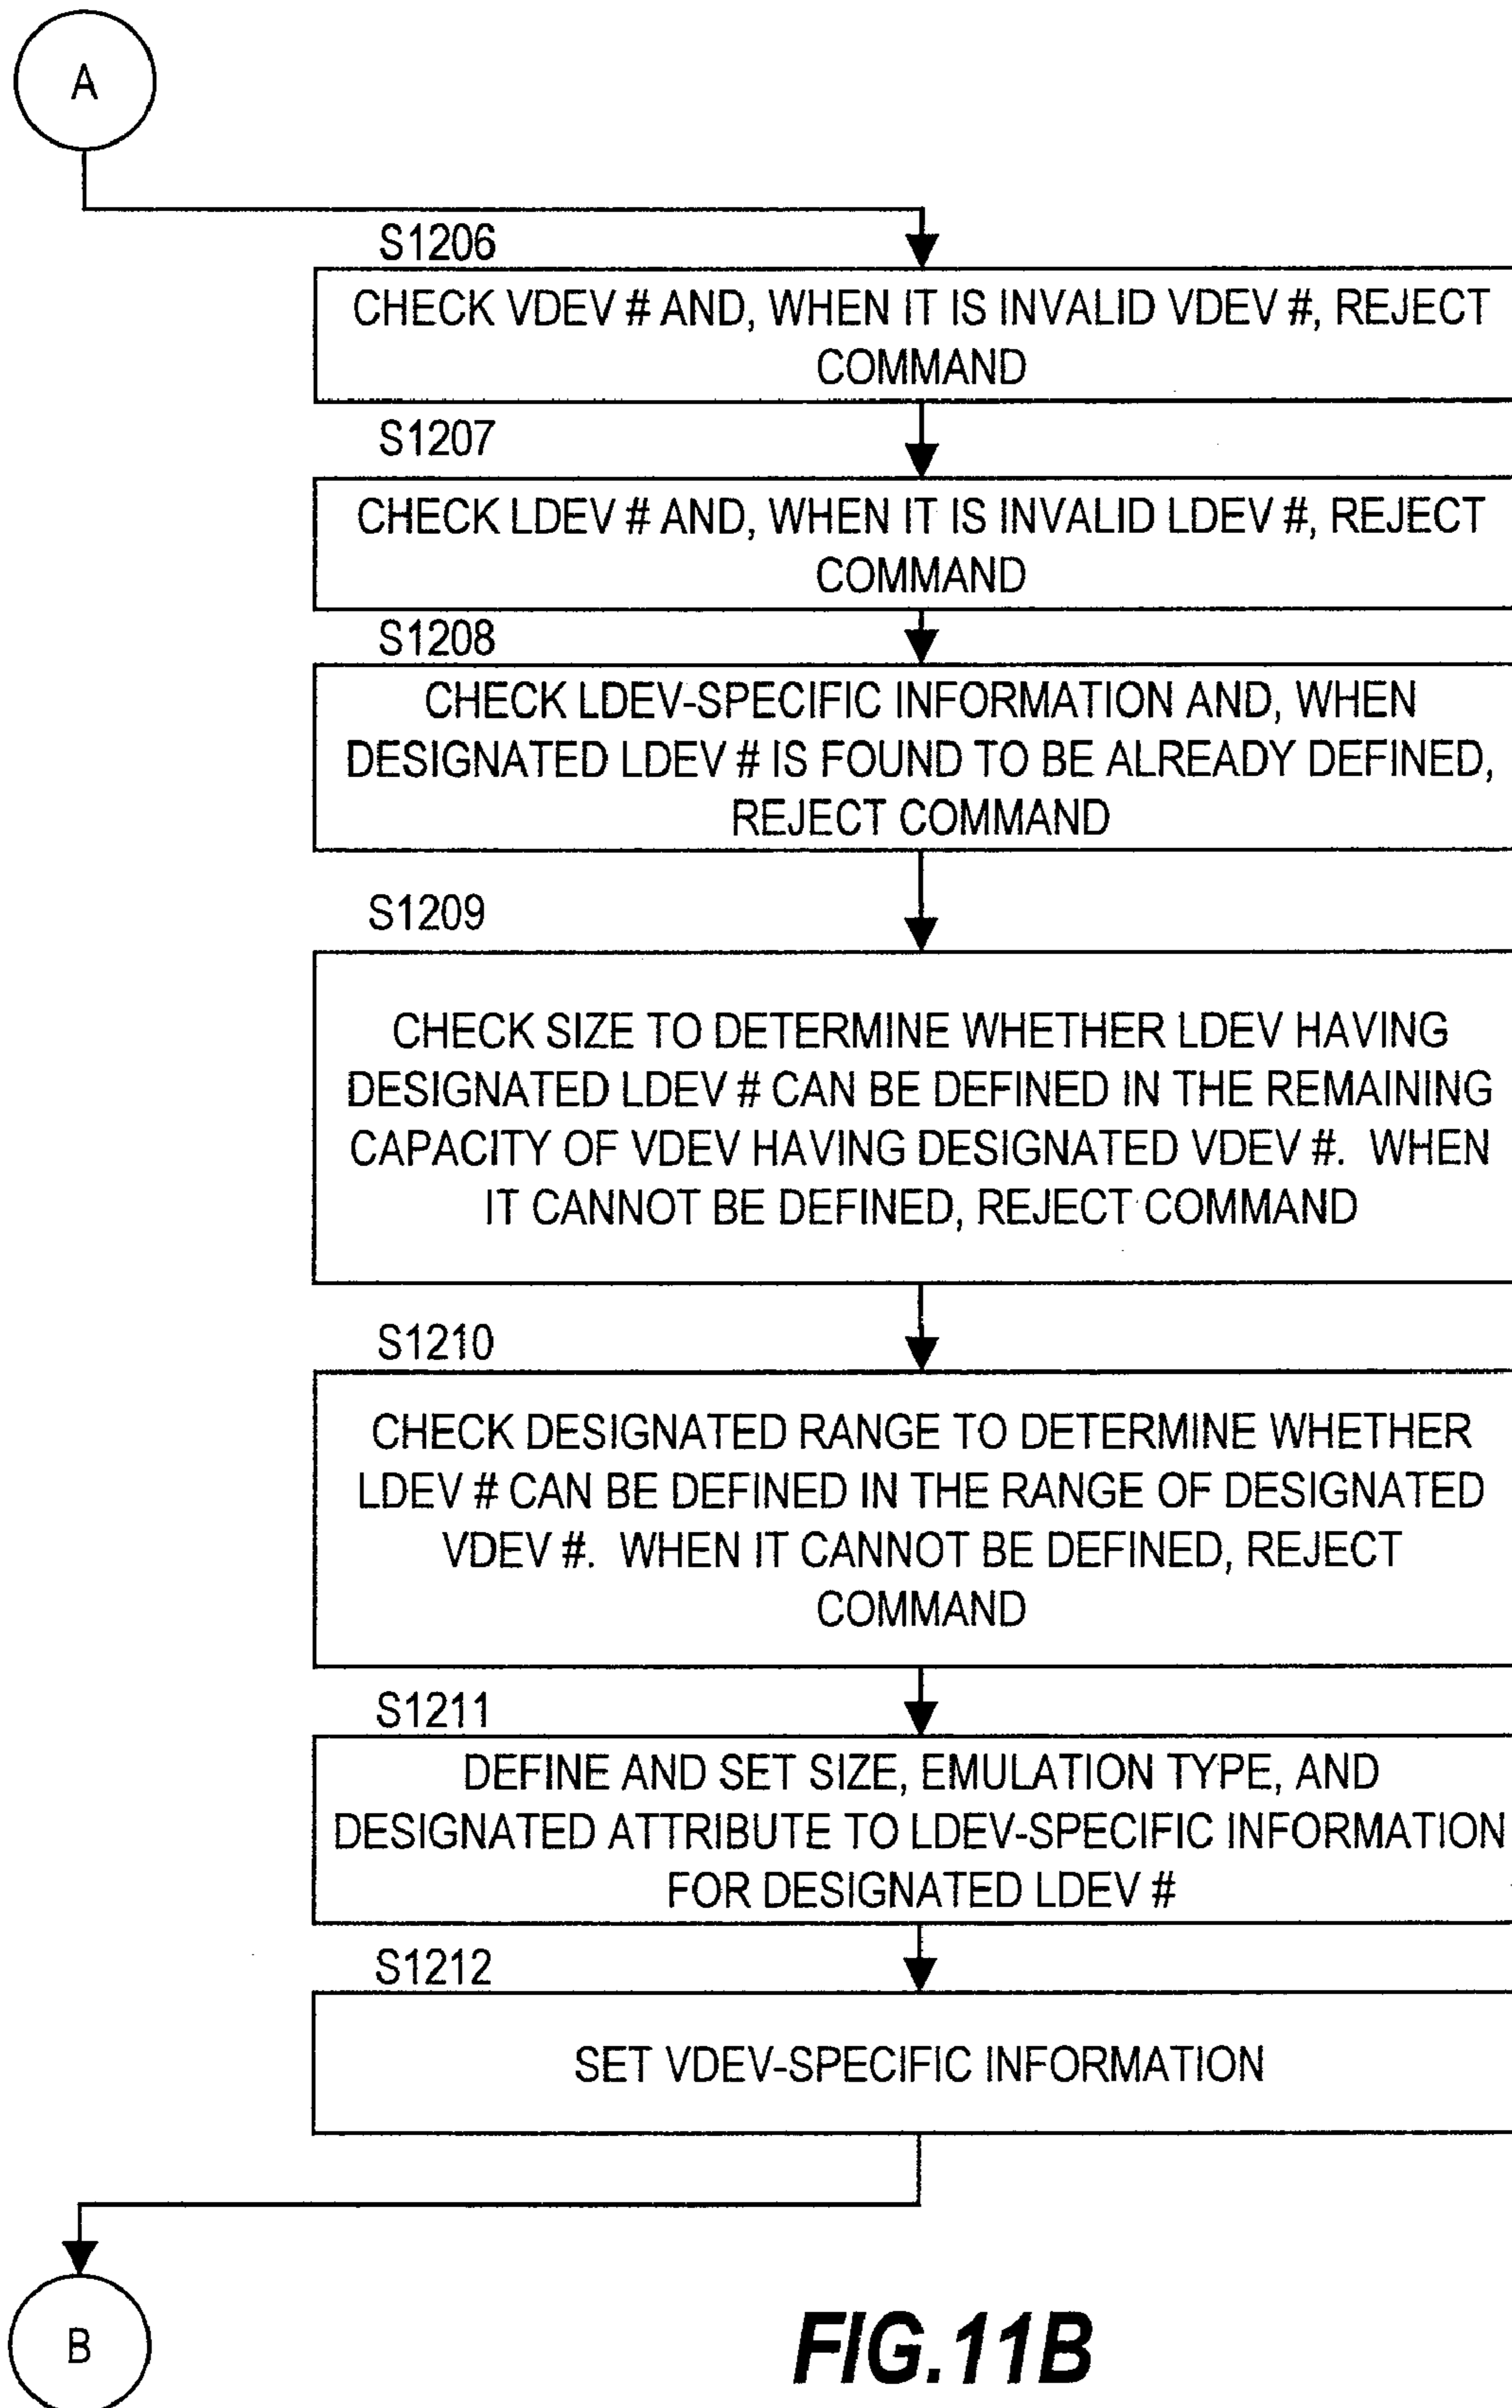 A
S1206
CHECK VDEV # AND, WHEN IT IS INVALID VDEV #, REJECT
COMMAND
S1207
CHECK LDEV # AND, WHEN IT IS INVALID LDEV #, REJECT
COMMAND
S1208
CHECK LDEV-SPECIFIC INFORMATION AND, WHEN
DESIGNATED LDEV # IS FOUND TO BE ALREADY DEFINED,
REJECT COMMAND
S1209
CHECK SIZE TO DETERMINE WHETHER LDEV HAVING
DESIGNATED LDEV # CAN BE DEFINED IN THE REMAINING
CAPACITY OF VDEV HAVING DESIGNATED VDEV #. WHEN
IT CANNOT BE DEFINED, REJECT COMMAND
S1210
CHECK DESIGNATED RANGE TO DETERMINE WHETHER
LDEV # CAN BE DEFINED IN THE RANGE OF DESIGNATED
VDEV #. WHEN IT CANNOT BE DEFINED, REJECT
COMMAND
S1211
DEFINE AND SET SIZE, EMULATION TYPE, AND
DESIGNATED ATTRIBUTE TO LDEV-SPECIFIC INFORMATION
FOR DESIGNATED LDEV #
S1212
SET VDEV-SPECIFIC INFORMATION
B
FIG.11B